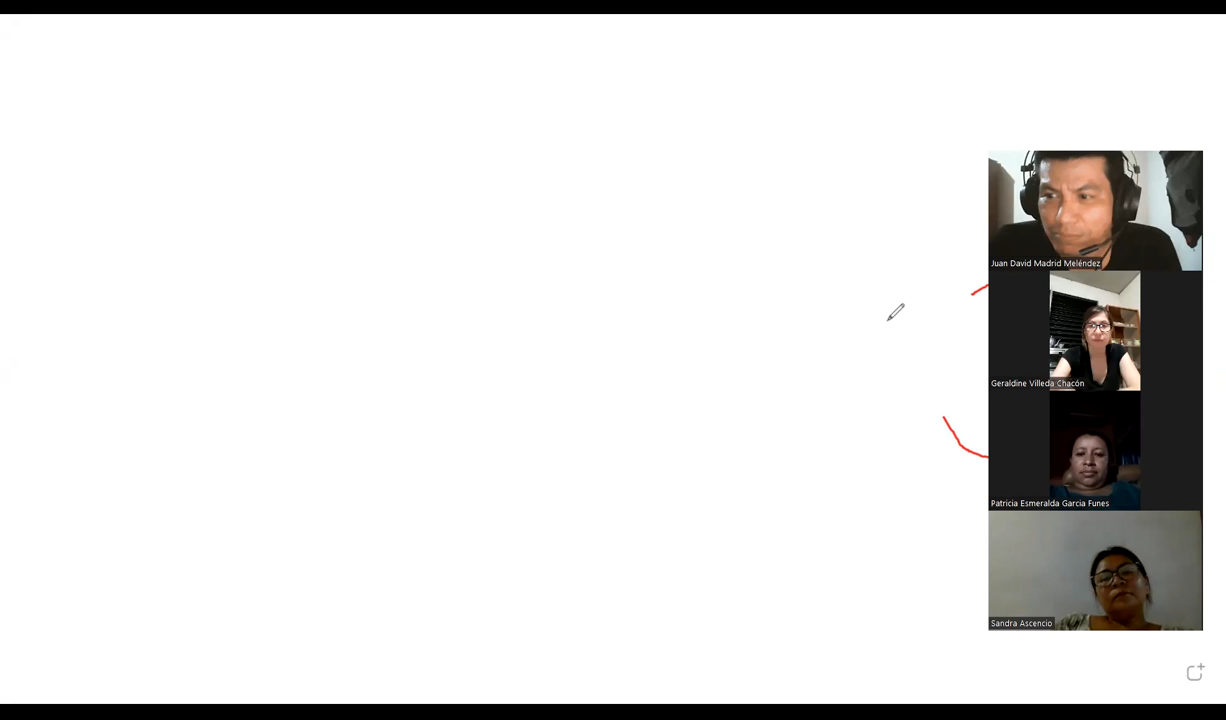 Juan David Madrid Meléndez
Geraldine Villeda Chacón
Patricia Esmeralda Garcia Funes
Sandra Ascencio